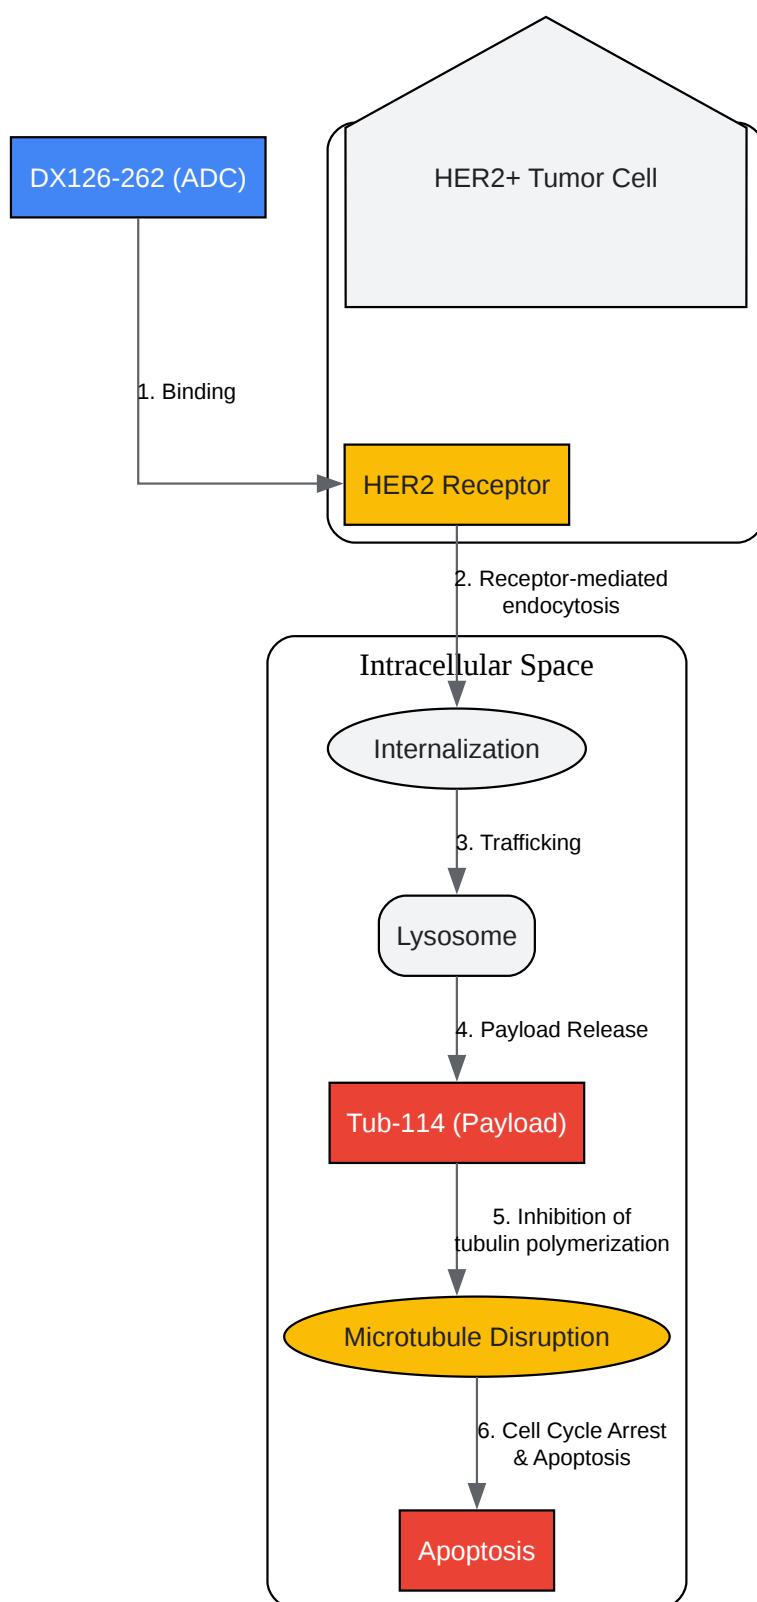 HER2+ Tumor Cell
DX126-262 (ADC)
1. Binding
HER2 Receptor
2. Receptor-mediated
endocytosis
Intracellular Space
Internalization
3. Trafficking
Lysosome
4. Payload Release
Tub-114 (Payload)
5. Inhibition of
tubulin polymerization
Microtubule Disruption
6. Cell Cycle Arrest
& Apoptosis
Apoptosis